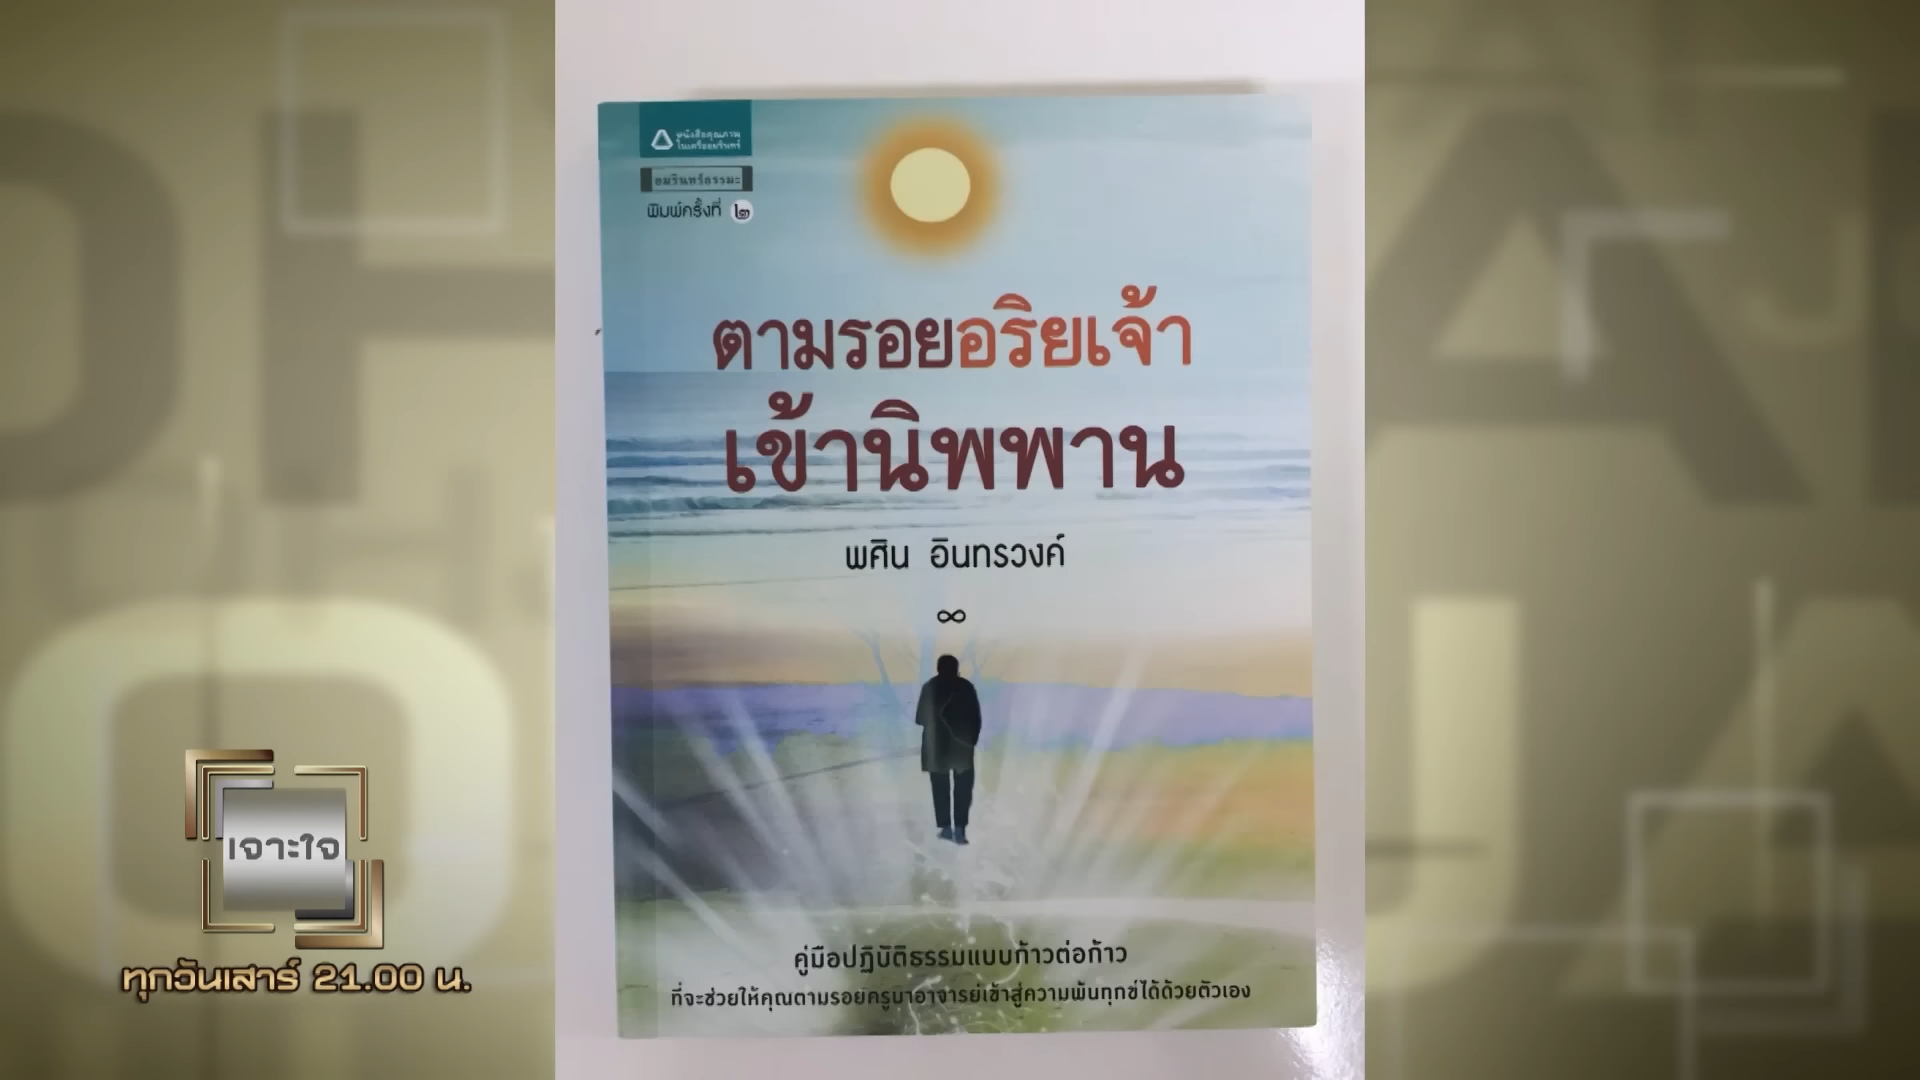 หนังสือคุณภาพ
ในเครืออมรินทร์
อมรินทร์ธรรมะ
พิมพ์ครั้งที่ ๒
ตามรอยอริยเจ้า
เข้านิพพาน
พศิน อินทรวงค์
∞
คู่มือปฏิบัติธรรมแบบก้าวต่อก้าว
ที่จะช่วยให้คุณตามรอยครูบาอาจารย์เข้าสู่ความพ้นทุกข์ได้ด้วยตัวเอง
เจาะใจ
ทุกวันเสาร์ 21.00 น.